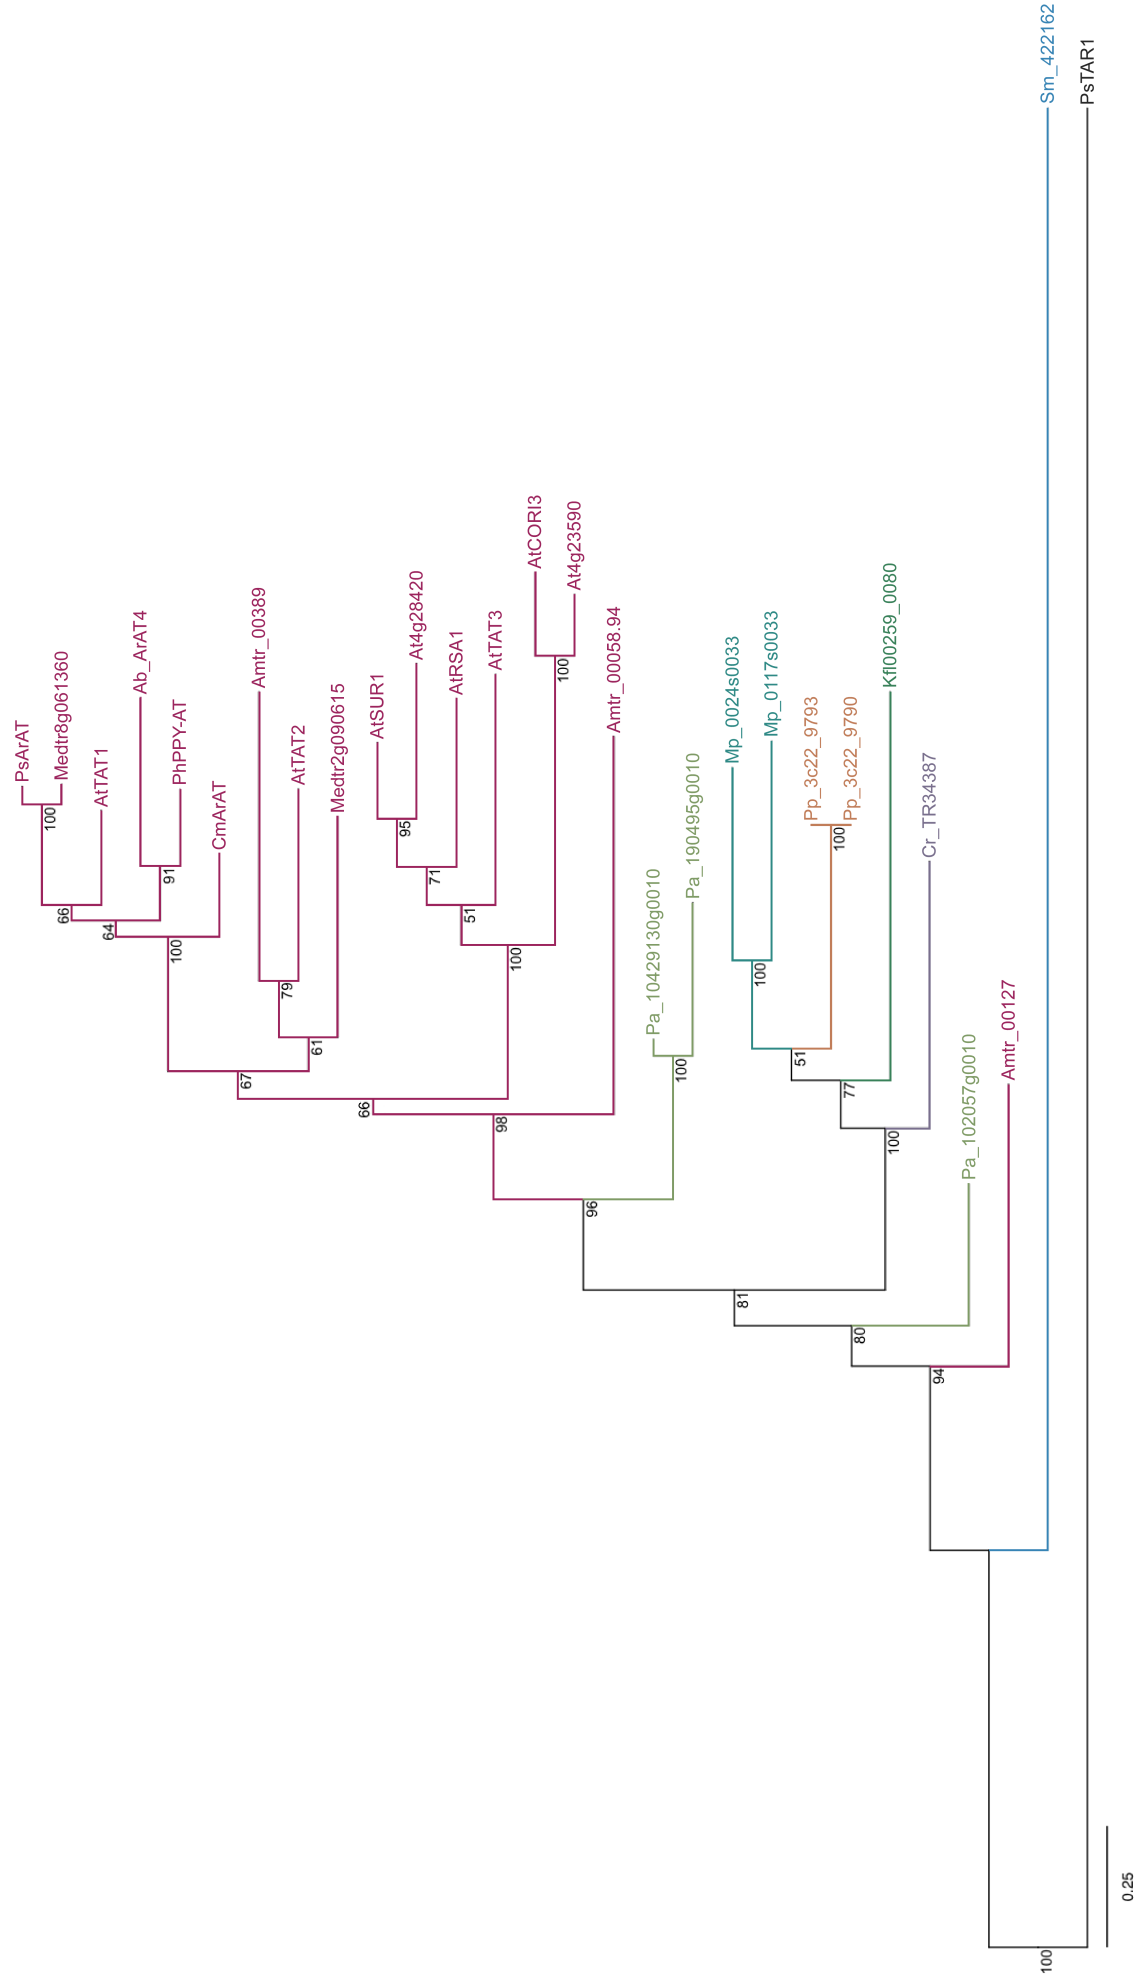 PsArAT
Medtr8g061360
AtTAT1
Ab_ArAT4
PhPPY-AT
CmArAT
Amtr_00389
AtTAT2
Medtr2g090615
AtSUR1
At4g28420
AtRSA1
AtTAT3
AtCORI3
At4g23590
Amtr_00058.94
Pa_10429130g0010
Pa_190495g0010
Mp_0024s0033
Mp_0117s0033
Pp_3c22_9793
Pp_3c22_9790
Kfl00259_0080
Cr_TR34387
Pa_102057g0010
Amtr_00127
Sm_422162
PsTAR1
100
66
64
91
100
79
61
67
95
71
51
100
100
66
98
100
96
100
51
100
77
100
81
80
94
100
0.25